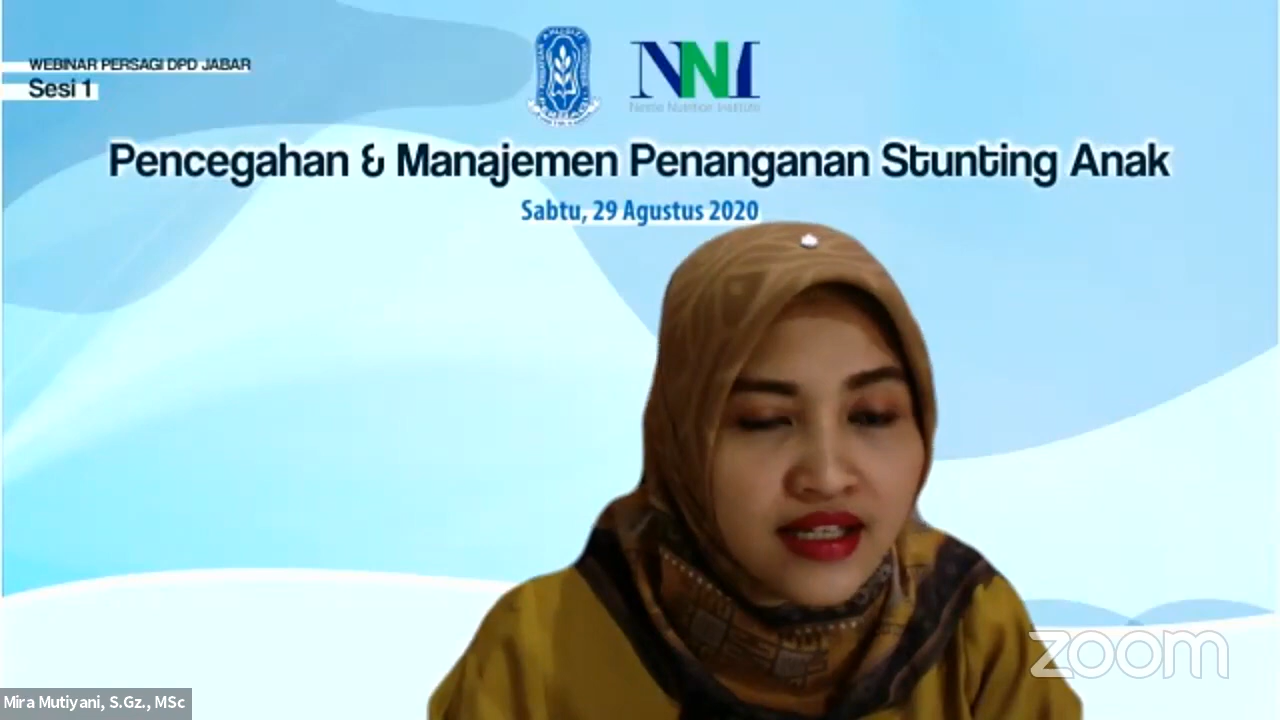 WEBINAR PERSAGI DPD JABAR
Sesi 1
NNI
Nestle Nutrition Institute
Pencegahan & Manajemen Penanganan Stunting Anak
Sabtu, 29 Agustus 2020
zoom
Mira Mutiyani, S.Gz., MSc